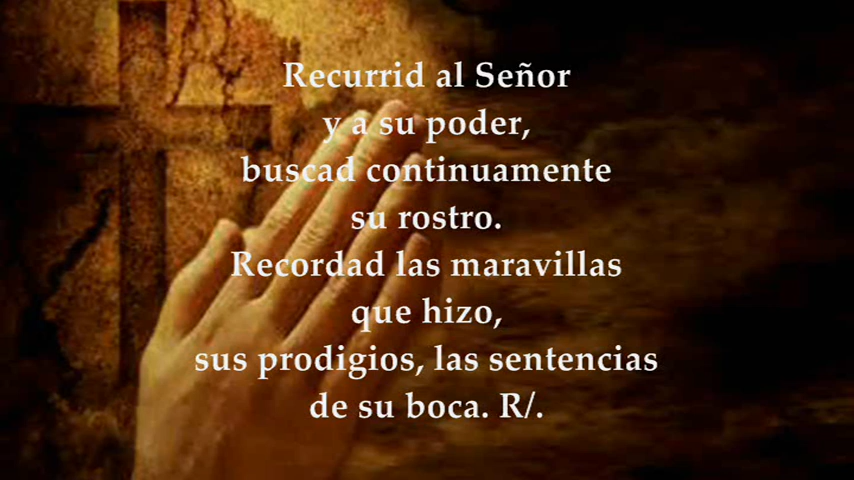 Recurrid al Señor
y a su poder,
buscad continuamente
su rostro.
Recordad las maravillas
que hizo,
sus prodigios, las sentencias
de su boca. R/.